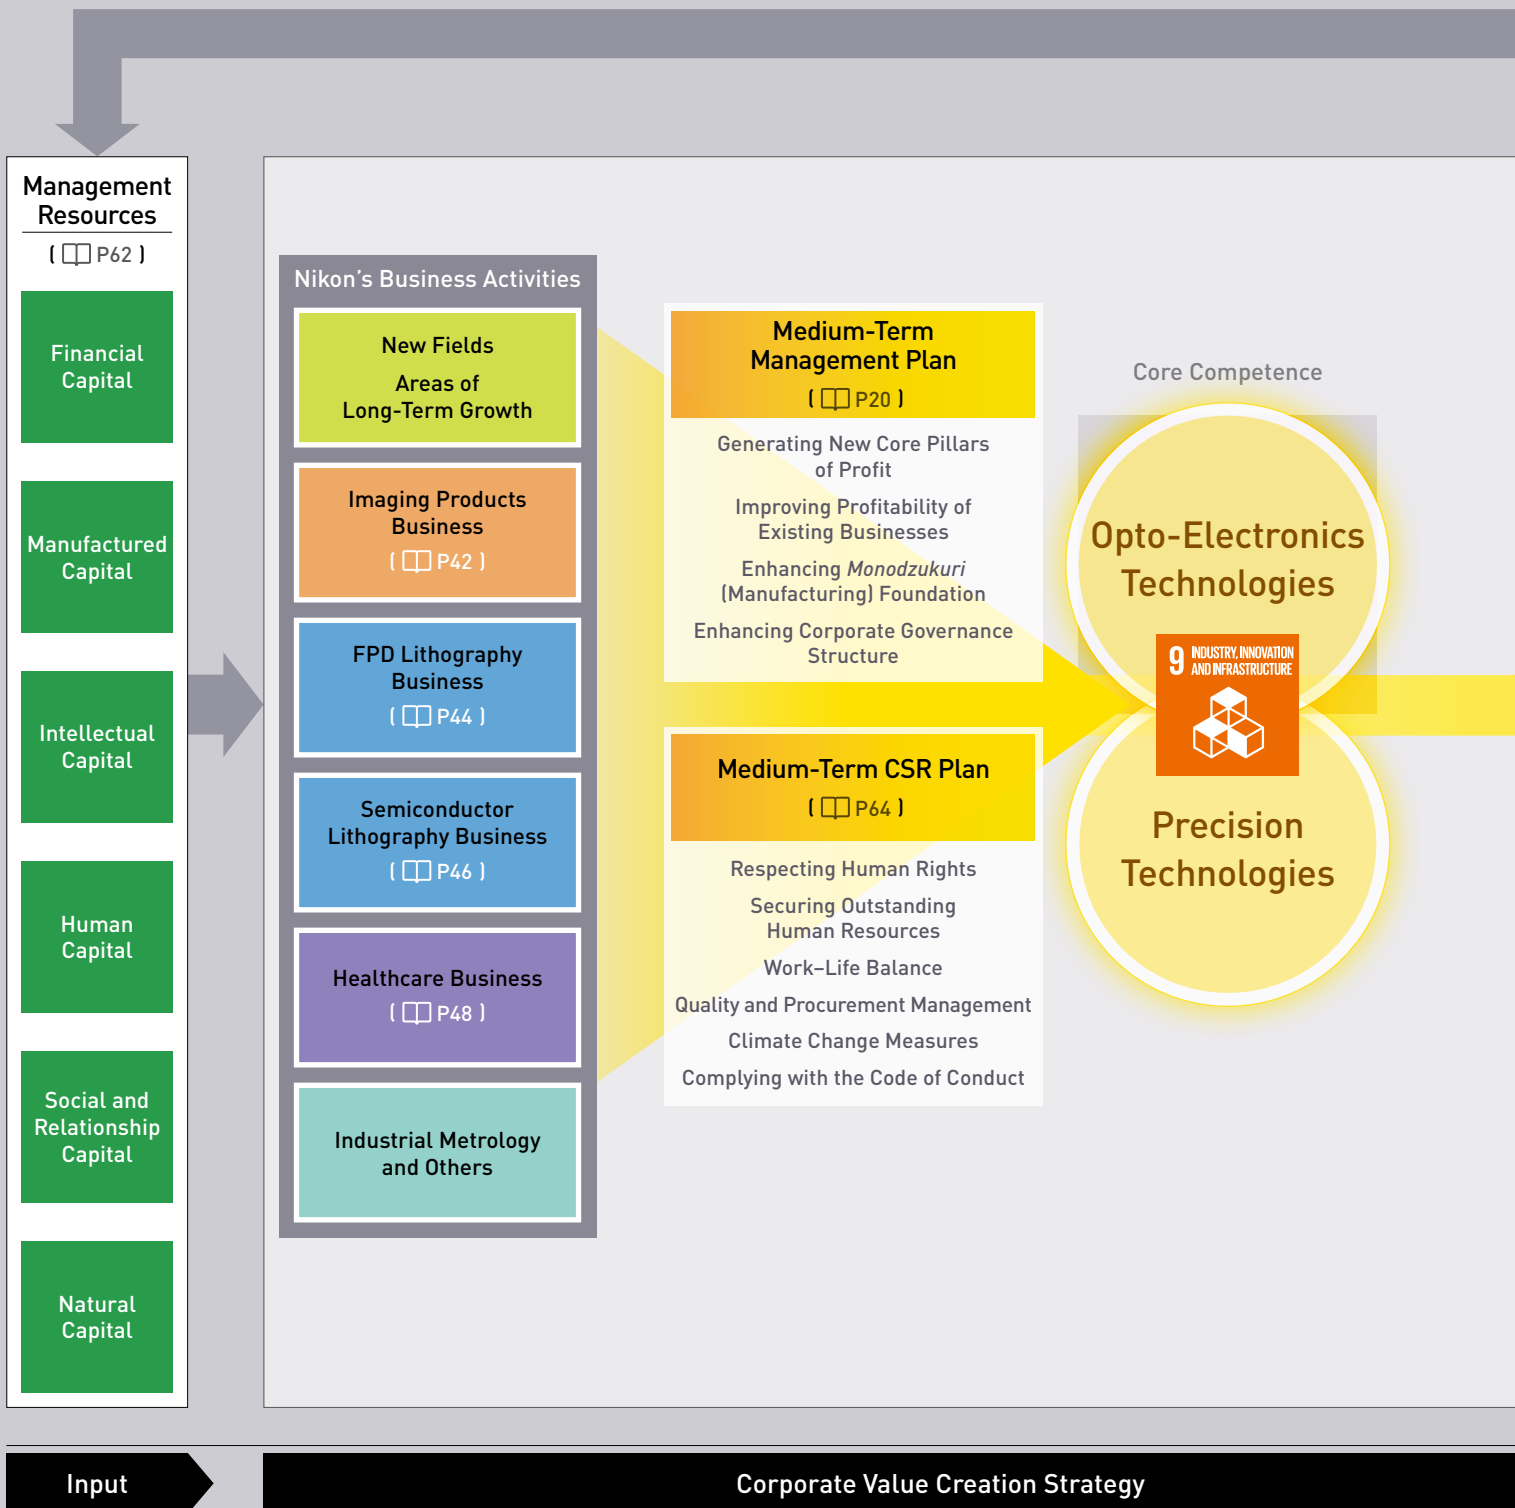 Management
Resources
( P62 )
Financial
Capital
Manufactured
Capital
Intellectual
Capital
Human
Capital
Social and
Relationship
Capital
Natural
Capital
Nikon's Business Activities
New Fields
Areas of
Long-Term Growth
Imaging Products
Business
( P42 )
FPD Lithography
Business
( P44 )
Semiconductor
Lithography Business
( P46 )
Healthcare Business
( P48 )
Industrial Metrology
and Others
Medium-Term
Management Plan
( P20 )
Generating New Core Pillars
of Profit
Improving Profitability of
Existing Businesses
Enhancing Monodzukuri
(Manufacturing) Foundation
Enhancing Corporate Governance
Structure
Medium-Term CSR Plan
( P64 )
Respecting Human Rights
Securing Outstanding
Human Resources
Work–Life Balance
Quality and Procurement Management
Climate Change Measures
Complying with the Code of Conduct
Core Competence
Opto-Electronics
Technologies
9 INDUSTRY, INNOVATION
AND INFRASTRUCTURE
Precision
Technologies
Input
Corporate Value Creation Strategy